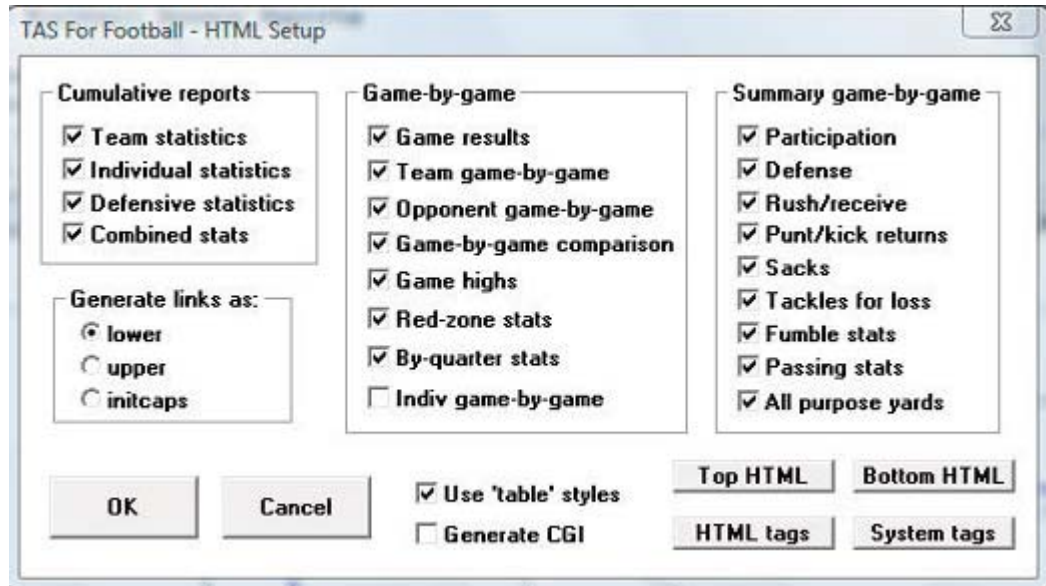 TAS For Football - HTML Setup
Cumulative reports
Team statistics
Individual statistics
Defensive statistics
Combined stats
Generate links as:
lower
upper
initcaps
Game-by-game
Game results
Team game-by-game
Opponent game-by-game
Game-by-game comparison
Game highs
Red-zone stats
By-quarter stats
Indiv game-by-game
Summary game-by-game
Participation
Defense
Rush/receive
Punt/kick returns
Sacks
Tackles for loss
Fumble stats
Passing stats
All purpose yards
OK
Cancel
Use 'table' styles
Generate CGI
Top HTML
Bottom HTML
HTML tags
System tags